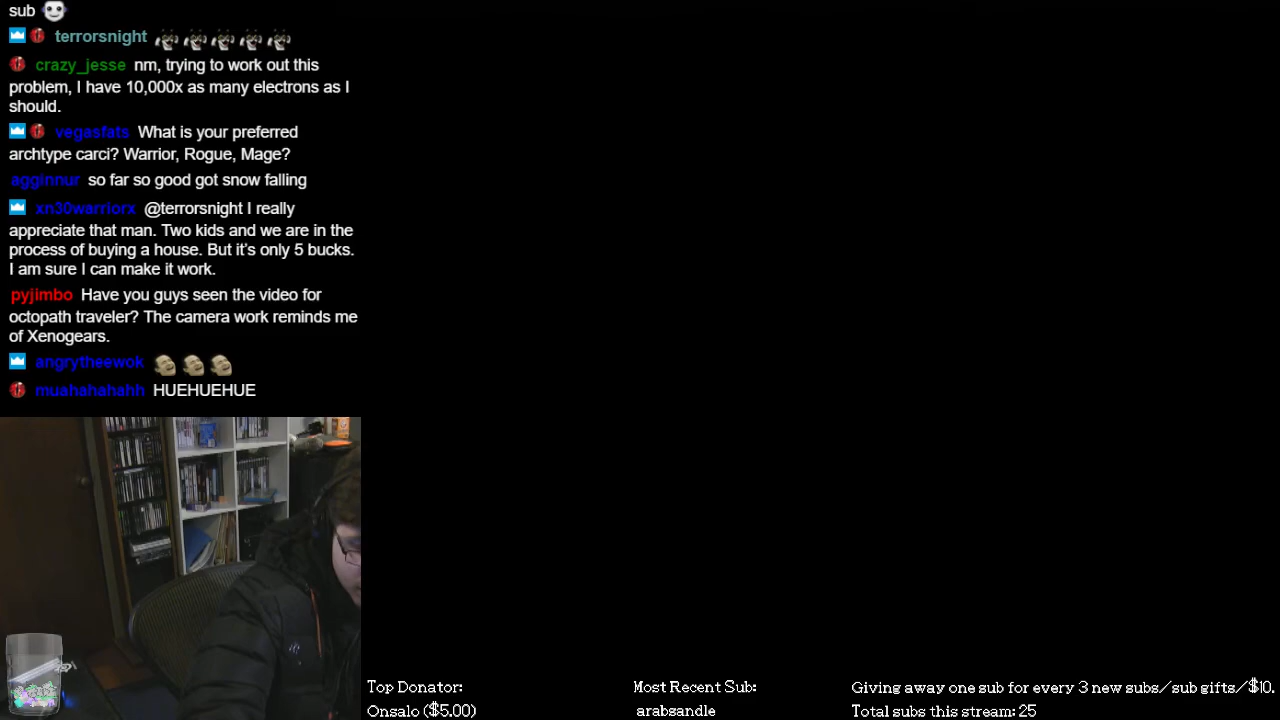 sub
terrorsnight
crazy_jesse nm, trying to work out this
problem, I have 10,000x as many electrons as I
should.
vegasfats What is your preferred
archtype carci? Warrior, Rogue, Mage?
agginnur so far so good got snow falling
xn30warriorx @terrorsnight I really
appreciate that man. Two kids and we are in the
process of buying a house. But it's only 5 bucks.
I am sure I can make it work.
pyjimbo Have you guys seen the video for
octopath traveler? The camera work reminds me
of Xenogears.
angrytheewok
muahahahahh HUEHUEHUE
Top Donator:
Onsalo ($5.00)
Most Recent Sub:
arabsandle
Giving away one sub for every 3 new subs/sub gifts/$10.
Total subs this stream: 25